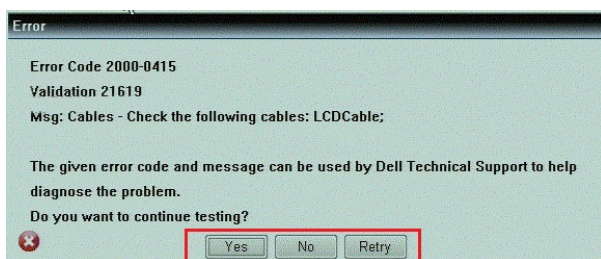 Error
Error Code 2000-0415
Validation 21619
Msg: Cables - Check the following cables: LCDCable;
The given error code and message can be used by Dell Technical Support to help
diagnose the problem.
Do you want to continue testing?
Yes No Retry